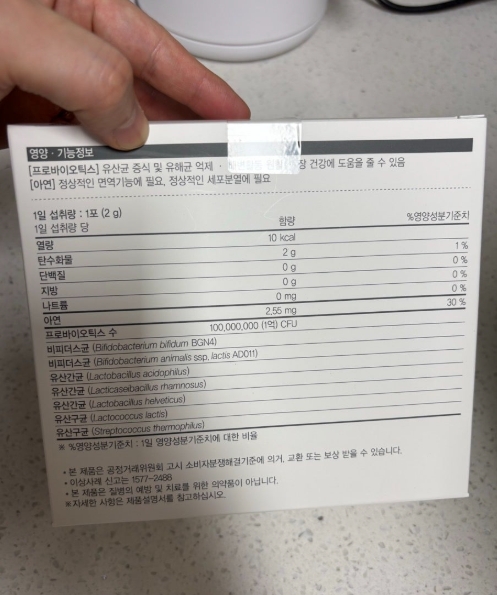 영양 · 기능정보
[프로바이오틱스] 유산균 증식 및 유해균 억제 · 장 건강에 도움을 줄 수 있음
[아연] 정상적인 면역기능에 필요, 정상적인 세포분열에 필요
1일 섭취량 : 1포 (2 g)
1일 섭취량 당 함량 %영양성분기준치
열량 10 kcal
탄수화물 2 g 1 %
단백질 0 g 0 %
지방 0 g 0 %
나트륨 0 mg 0 %
아연 2.55 mg 30 %
프로바이오틱스 수 100,000,000 (1억) CFU
비피더스균 (Bifidobacterium bifidum BGN4)
비피더스균 (Bifidobacterium animalis ssp. lactis AD011)
유산간균 (Lactobacillus acidophilus)
유산간균 (Lacticaseibacillus rhamnosus)
유산간균 (Lactobacillus helveticus)
유산구균 (Lactococcus lactis)
유산구균 (Streptococcus thermophilus)
※ %영양성분기준치 : 1일 영양성분기준치에 대한 비율
• 본 제품은 공정거래위원회 고시 소비자분쟁해결기준에 의거, 교환 또는 보상 받을 수 있습니다.
• 이상사례 신고는 1577-2488
• 본 제품은 질병의 예방 및 치료를 위한 의약품이 아닙니다.
※자세한 사항은 제품설명서를 참고하십시오.